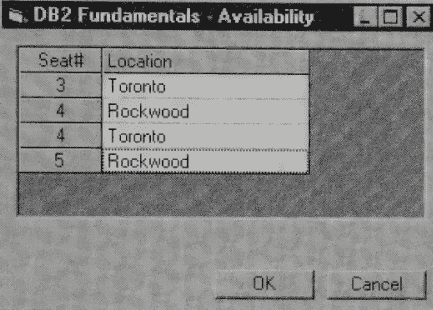 DB2 Fundamentals - Availability
Seat# Location
3 Toronto
4 Rockwood
4 Toronto
5 Rockwood
OK Cancel